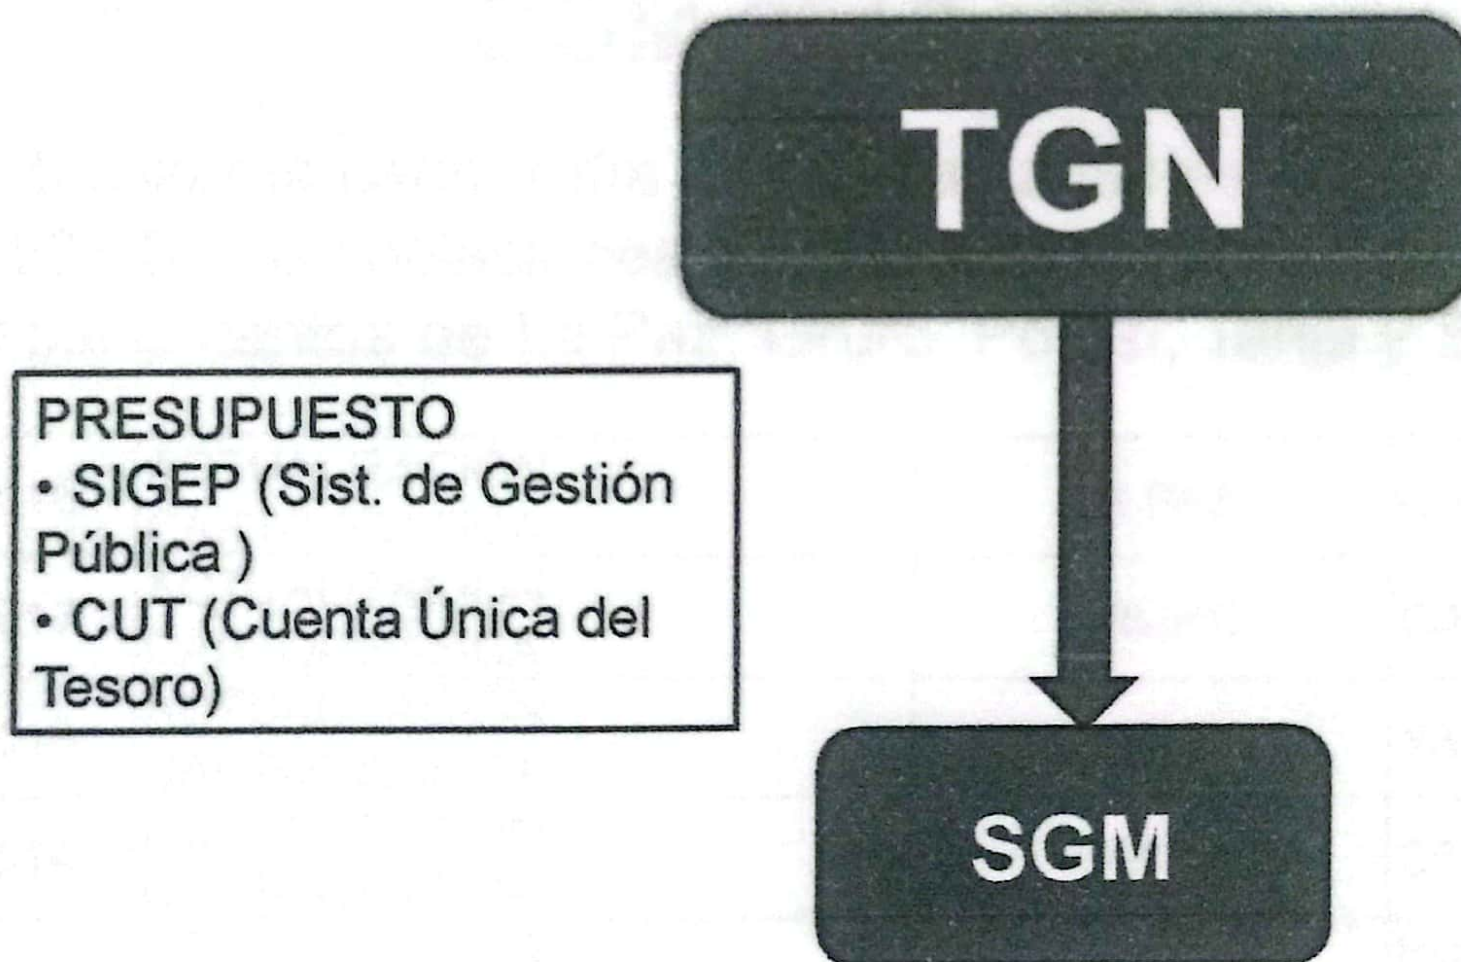 TGN
PRESUPUESTO
• SIGEP (Sist. de Gestión
Pública )
• CUT (Cuenta Única del
Tesoro)
SGM